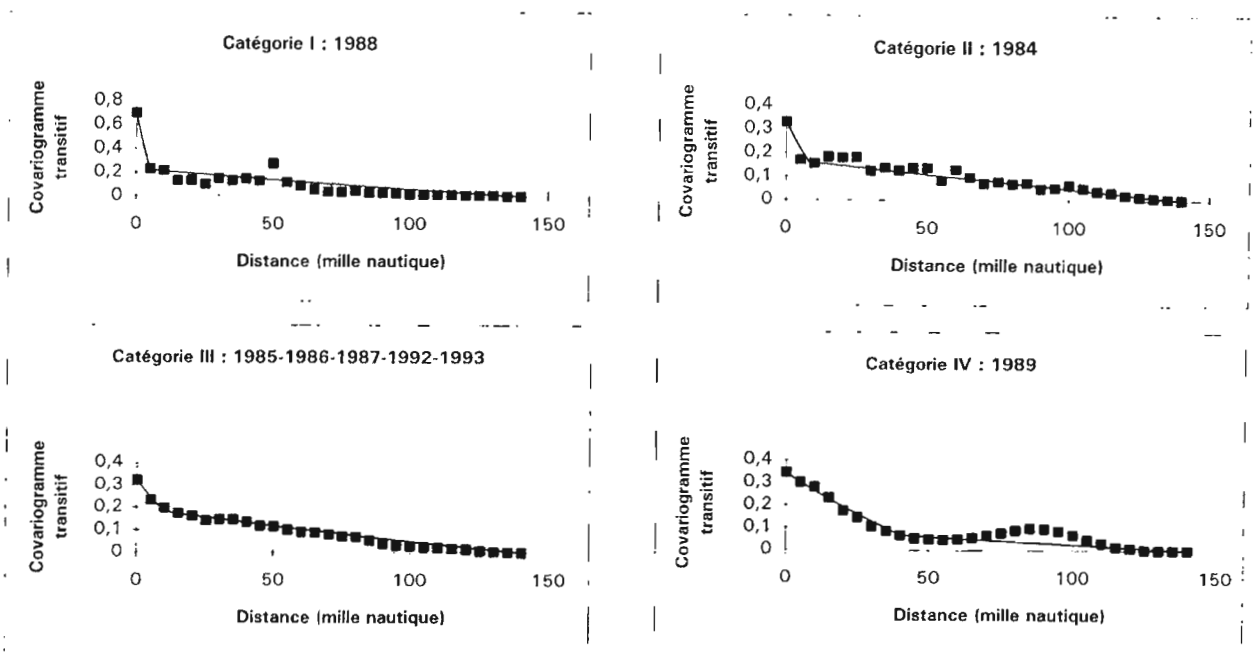 Catégorie I : 1988
Covariogramme
transitif
0,8
0,6
0,4
0,2
0
0
50
100
150
Distance (mille nautique)
Catégorie II : 1984
Covariogramme
transitif
0,4
0,3
0,2
0,1
0
0
50
100
150
Distance (mille nautique)
Catégorie III : 1985-1986-1987-1992-1993
Covariogramme
transitif
0,4
0,3
0,2
0,1
0
0
50
100
150
Distance (mille nautique)
Catégorie IV : 1989
Covariogramme
transitif
0,4
0,3
0,2
0,1
0
0
50
100
150
Distance (mille nautique)